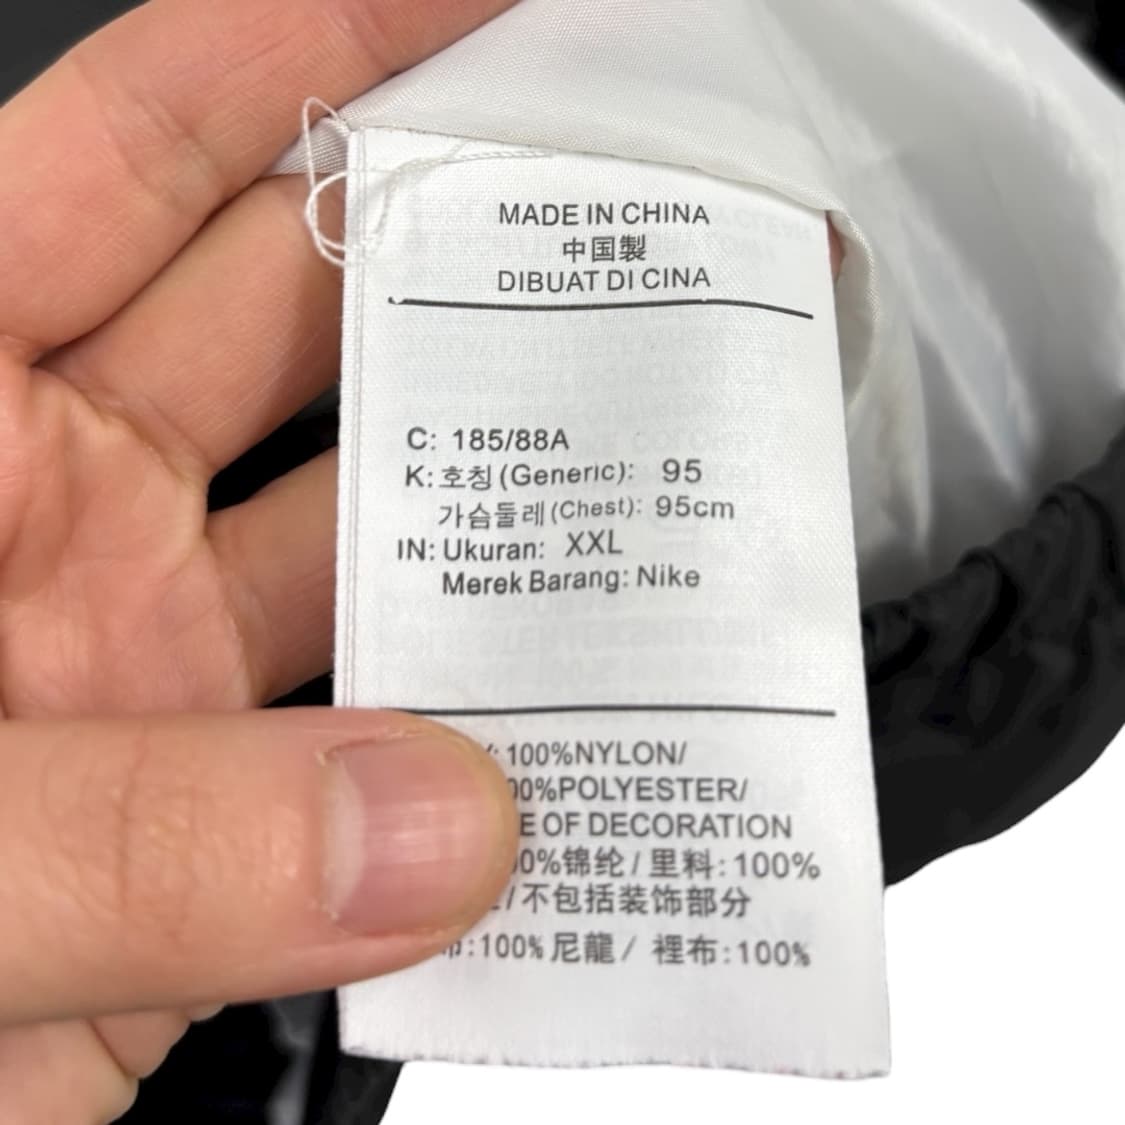 MADE IN CHINA
中国製
DIBUAT DI CINA
C: 185/88A
K: 호칭 (Generic): 95
가슴둘레 (Chest): 95cm
IN: Ukuran: XXL
Merek Barang: Nike
: 100%NYLON/
00%POLYESTER/
E OF DECORATION
00%锦纶 / 里料: 100%
/不包括装饰部分
布:100% 尼龍 / 裡布:100%